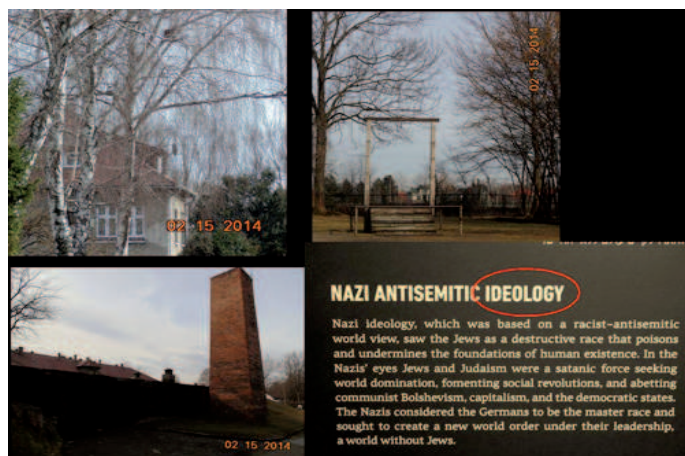 02 15 2014
02 15 2014
02 15 2014
NAZI ANTISEMITIC IDEOLOGY
Nazi ideology, which was based on a racist-antisemitic
world view, saw the Jews as a destructive race that poisons
and undermines the foundations of human existence. In the
Nazis' eyes Jews and Judaism were a satanic force seeking
world domination, fomenting social revolutions, and abetting
communist Bolshevism, capitalism, and the democratic states.
The Nazis considered the Germans to be the master race and
sought to create a new world order under their leadership,
a world without Jews.